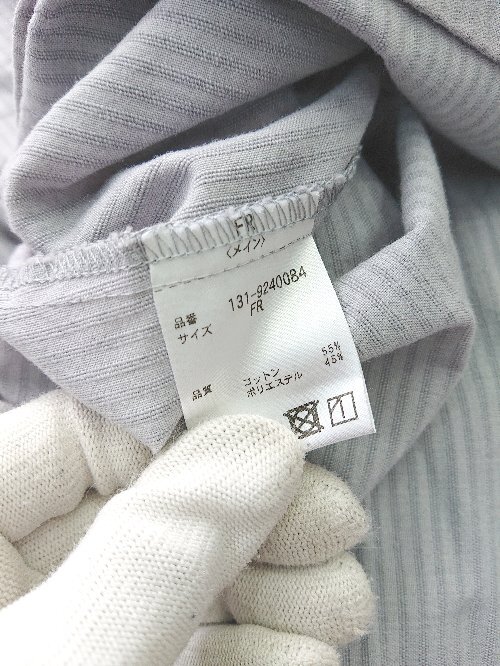 FR
〈メイン〉
品番 131-9240084
サイズ FR
品質 コットン 55%
ポリエステル 45%